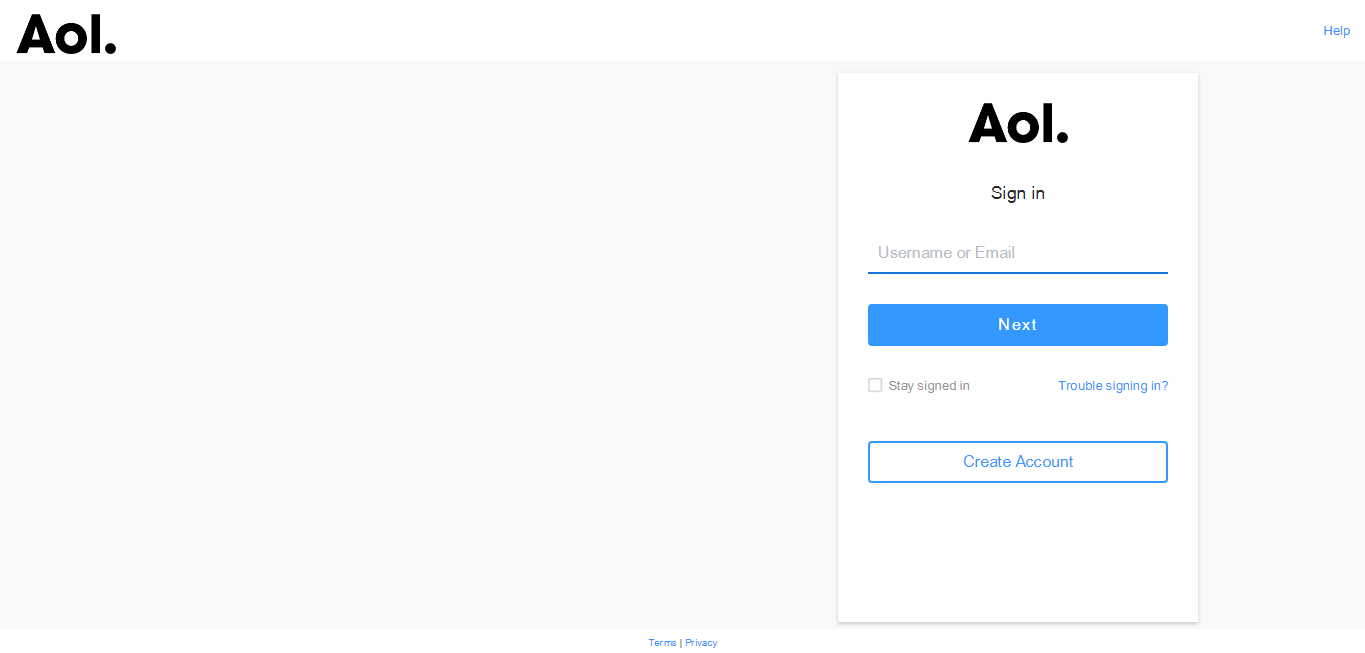 Aol.
Help
Aol.
Sign in
Username or Email
Next
Stay signed in
Trouble signing in?
Create Account
Terms | Privacy